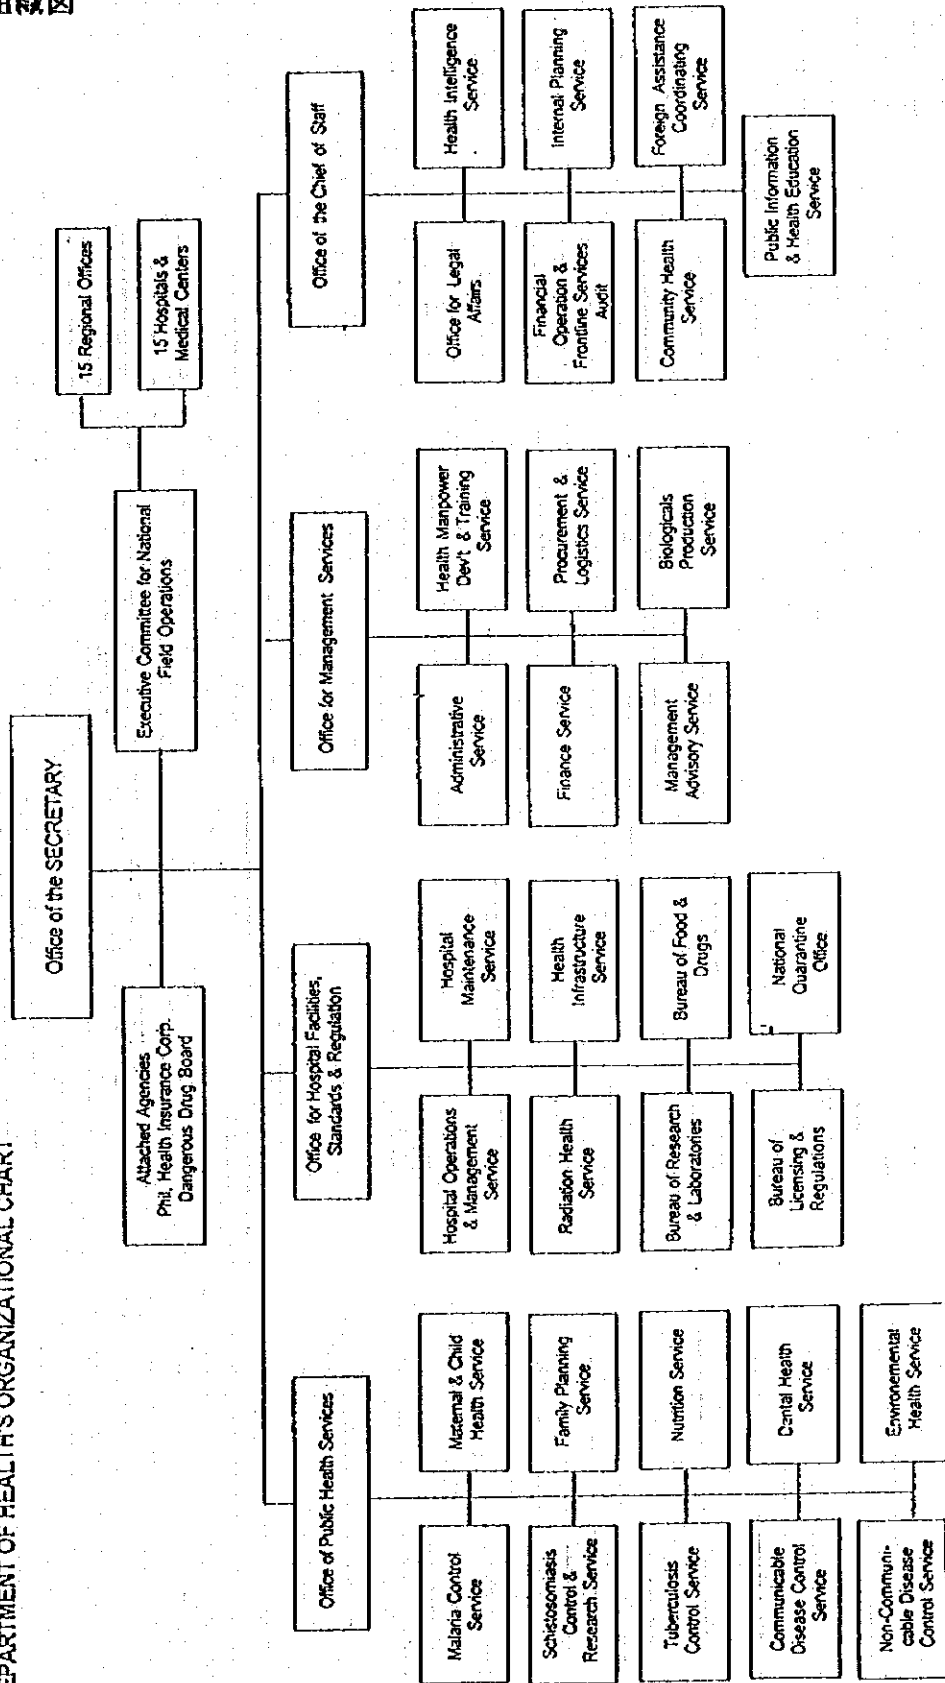 EPARTMENT OF HEALTH'S ORGANIZATIONAL CHART
Office of the SECRETARY
Attached Agencies
Phil. Health Insurance Corp.
Dangerous Drug Board
Executive Committee for National
Field Operations
15 Regional Offices
15 Hospitals &
Medical Centers
Office of Public Health Services
Malaria Control
Service
Maternal & Child
Health Service
Schistosomiasis
Control &
Research Service
Family Planning
Service
Tuberculosis
Control Service
Nutrition Service
Communicable
Disease Control
Service
Dental Health
Service
Non-Communi-
cable Disease
Control Service
Environemental
Health Service
Office for Hospital Facilities,
Standards & Regulation
Hospital Operations
& Management
Service
Hospital
Maintenance
Service
Radiation Health
Service
Health
Infrastructure
Service
Bureau of Research
& Laboratories
Bureau of Food &
Drugs
Bureau of
Licensing &
Regulations
National
Quarantine
Office
Office for Management Services
Administrative
Service
Health Manpower
Dev't & Training
Service
Finance Service
Procurement &
Logistics Service
Management
Advisory Service
Biologicals
Production
Service
Office of the Chief of Staff
Office for Legal
Affairs
Health Intelligence
Service
Financial
Operation &
Frontline Services
Audit
Internal Planning
Service
Community Health
Service
Foreign Assistance
Coordinating
Service
Public Information
& Health Education
Service